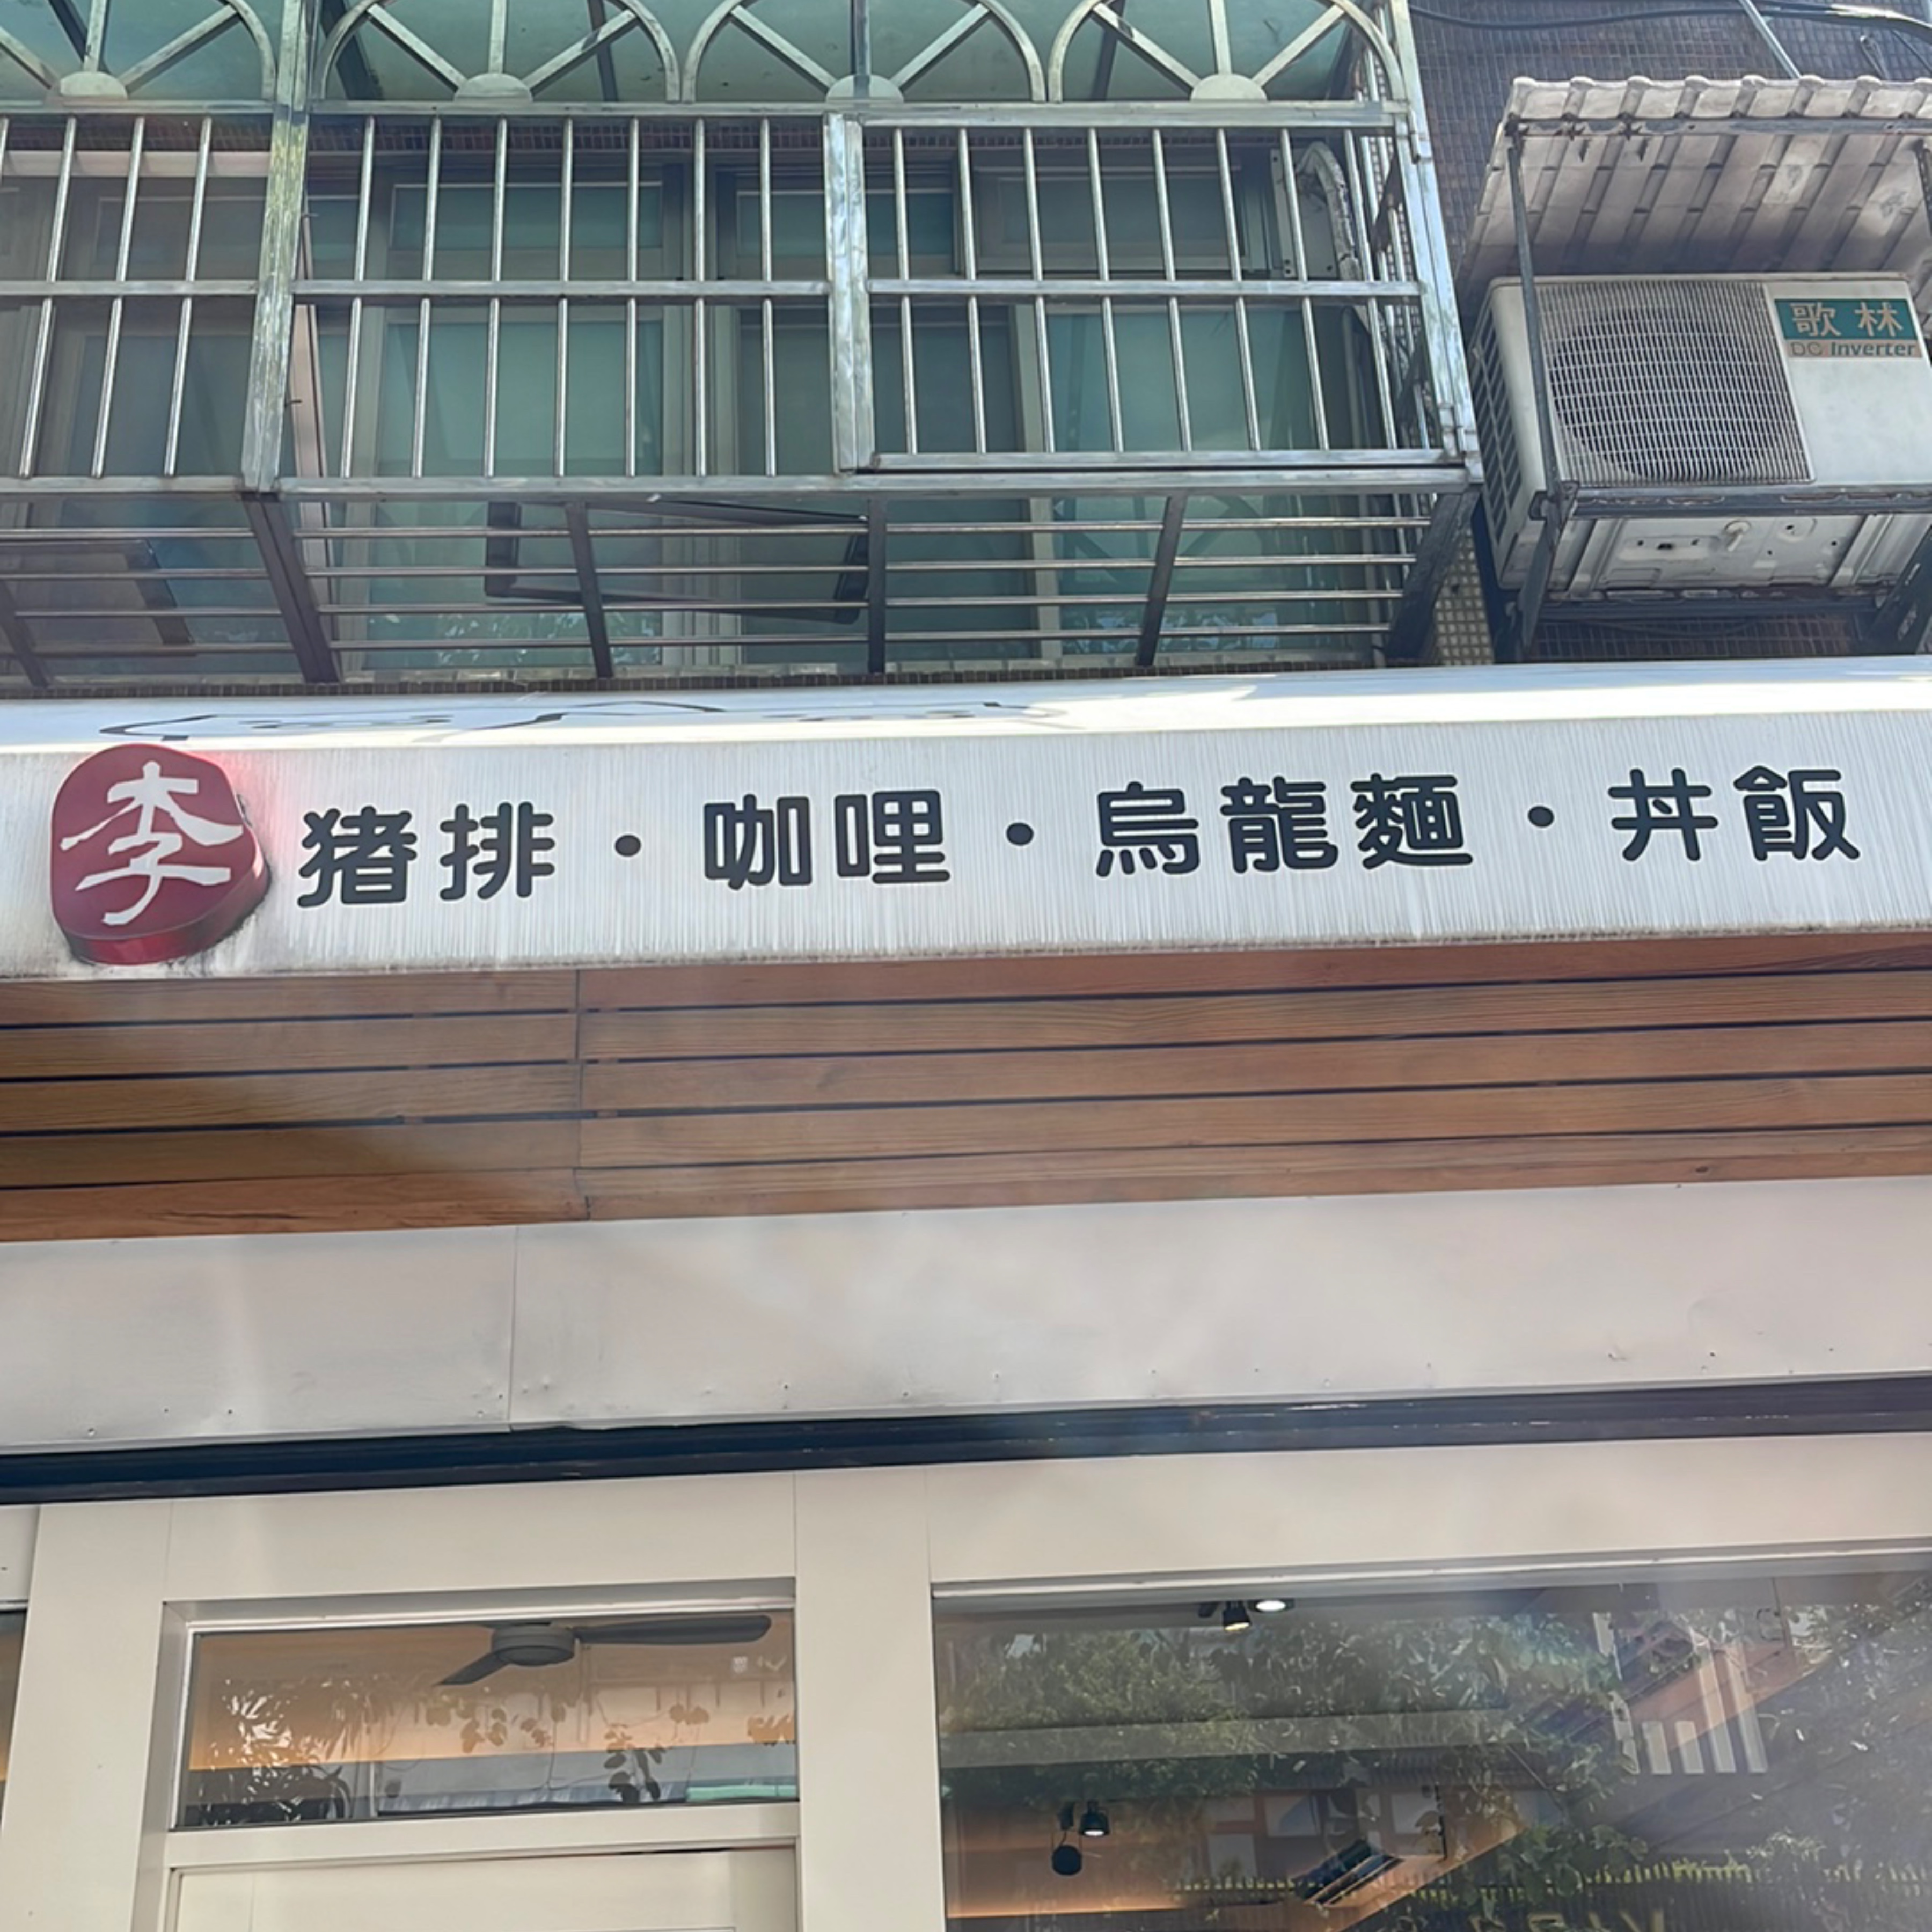 歌林
DC Inverter
李
猪排・咖哩・烏龍麵・丼飯